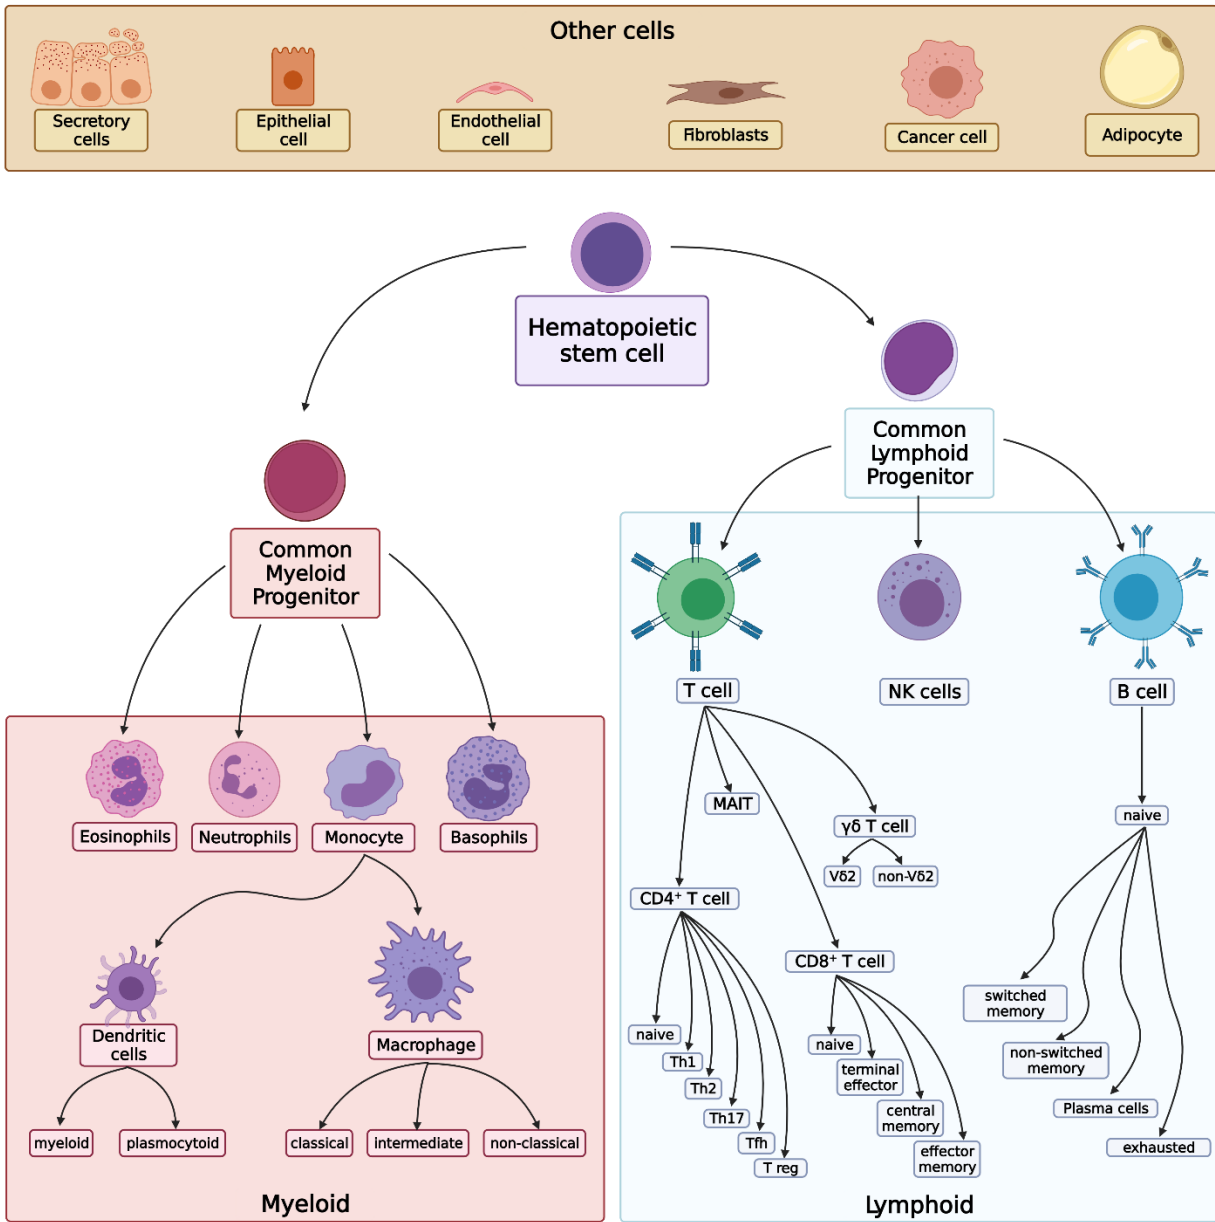 Other cells
Secretory
cells
Epithelial
cell
Endothelial
cell
Fibroblasts
Cancer cell
Adipocyte
Hematopoietic
stem cell
Common
Lymphoid
Progenitor
Common
Myeloid
Progenitor
T cell
NK cells
B cell
MAIT
γδ T cell
naive
Vδ2
non-Vδ2
CD4⁺ T cell
CD8⁺ T cell
naive
Th1
Th2
Th17
Tfh
T reg
naive
terminal
effector
central
memory
effector
memory
switched
memory
non-switched
memory
Plasma cells
exhausted
Lymphoid
Eosinophils
Neutrophils
Monocyte
Basophils
Dendritic
cells
Macrophage
myeloid
plasmocytoid
classical
intermediate
non-classical
Myeloid